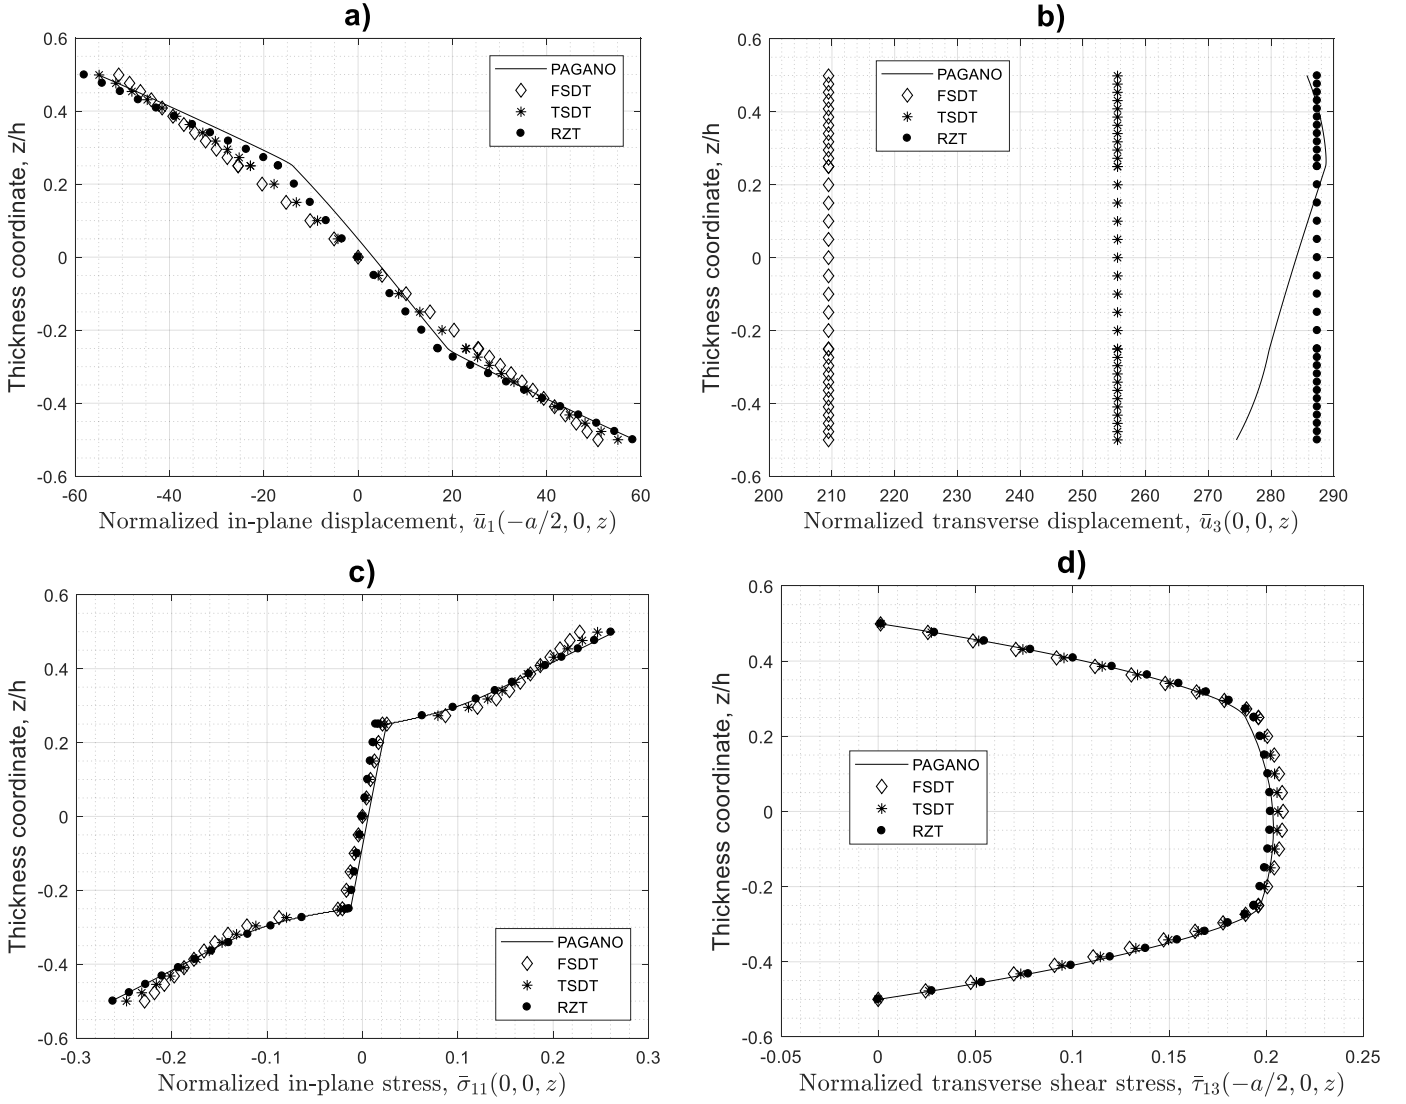 a)
0.6
0.4
0.2
0
-0.2
-0.4
-0.6
Thickness coordinate, z/h
PAGANO
FSDT
TSDT
RZT
-60 -40 -20 0 20 40 60
Normalized in-plane displacement, ū₁(−a/2, 0, z)
b)
0.6
0.4
0.2
0
-0.2
-0.4
-0.6
Thickness coordinate, z/h
PAGANO
FSDT
TSDT
RZT
200 210 220 230 240 250 260 270 280 290
Normalized transverse displacement, ū₃(0, 0, z)
c)
0.6
0.4
0.2
0
-0.2
-0.4
-0.6
Thickness coordinate, z/h
PAGANO
FSDT
TSDT
RZT
-0.3 -0.2 -0.1 0 0.1 0.2 0.3
Normalized in-plane stress, σ̄₁₁(0, 0, z)
d)
0.6
0.4
0.2
0
-0.2
-0.4
-0.6
Thickness coordinate, z/h
PAGANO
FSDT
TSDT
RZT
-0.05 0 0.05 0.1 0.15 0.2 0.25
Normalized transverse shear stress, τ̄₁₃(−a/2, 0, z)